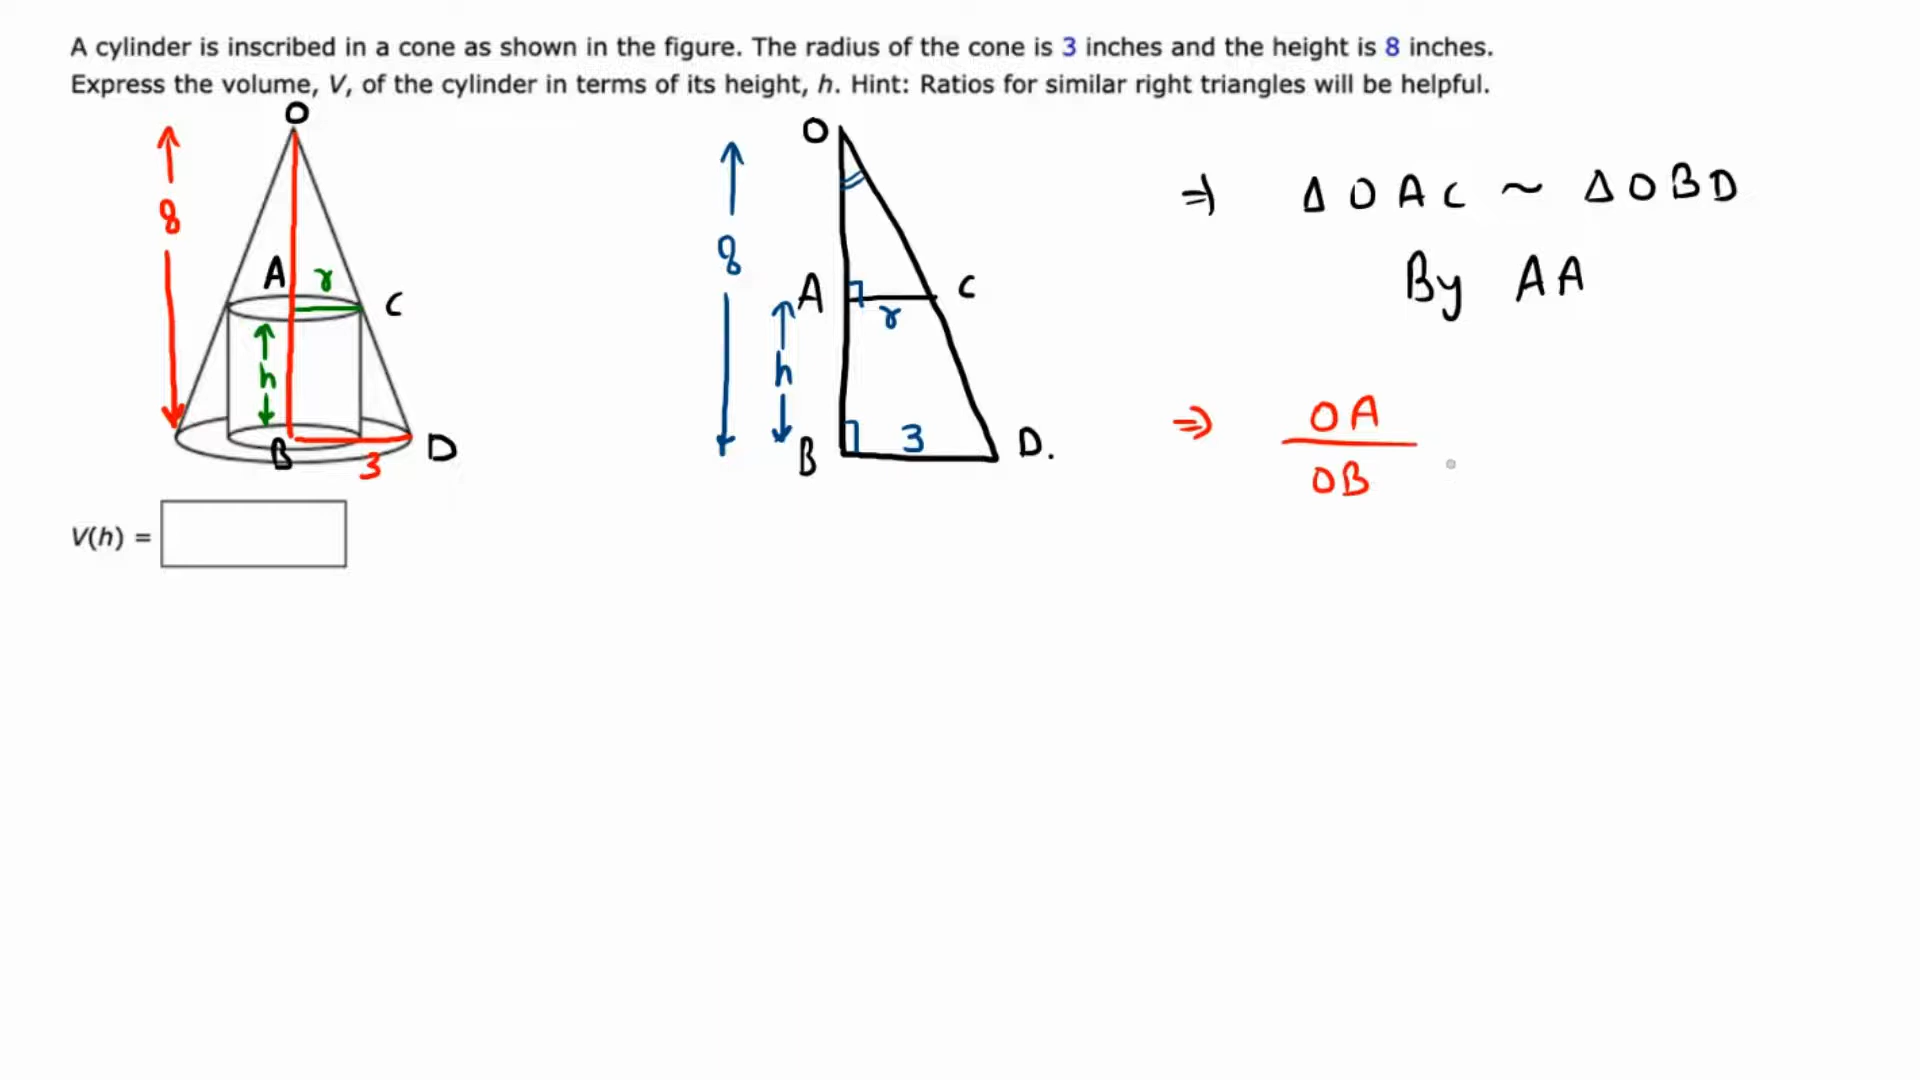 A cylinder is inscribed in a cone as shown in the figure. The radius of the cone is 3 inches and the height is 8 inches.
Express the volume, V, of the cylinder in terms of its height, h. Hint: Ratios for similar right triangles will be helpful.
O
8
A r
C
h
B
3
D
V(h) =
O
8
A
C
r
h
B
3
D.
⇒ Δ O A C ~ Δ O B D
By AA
⇒ OA
OB